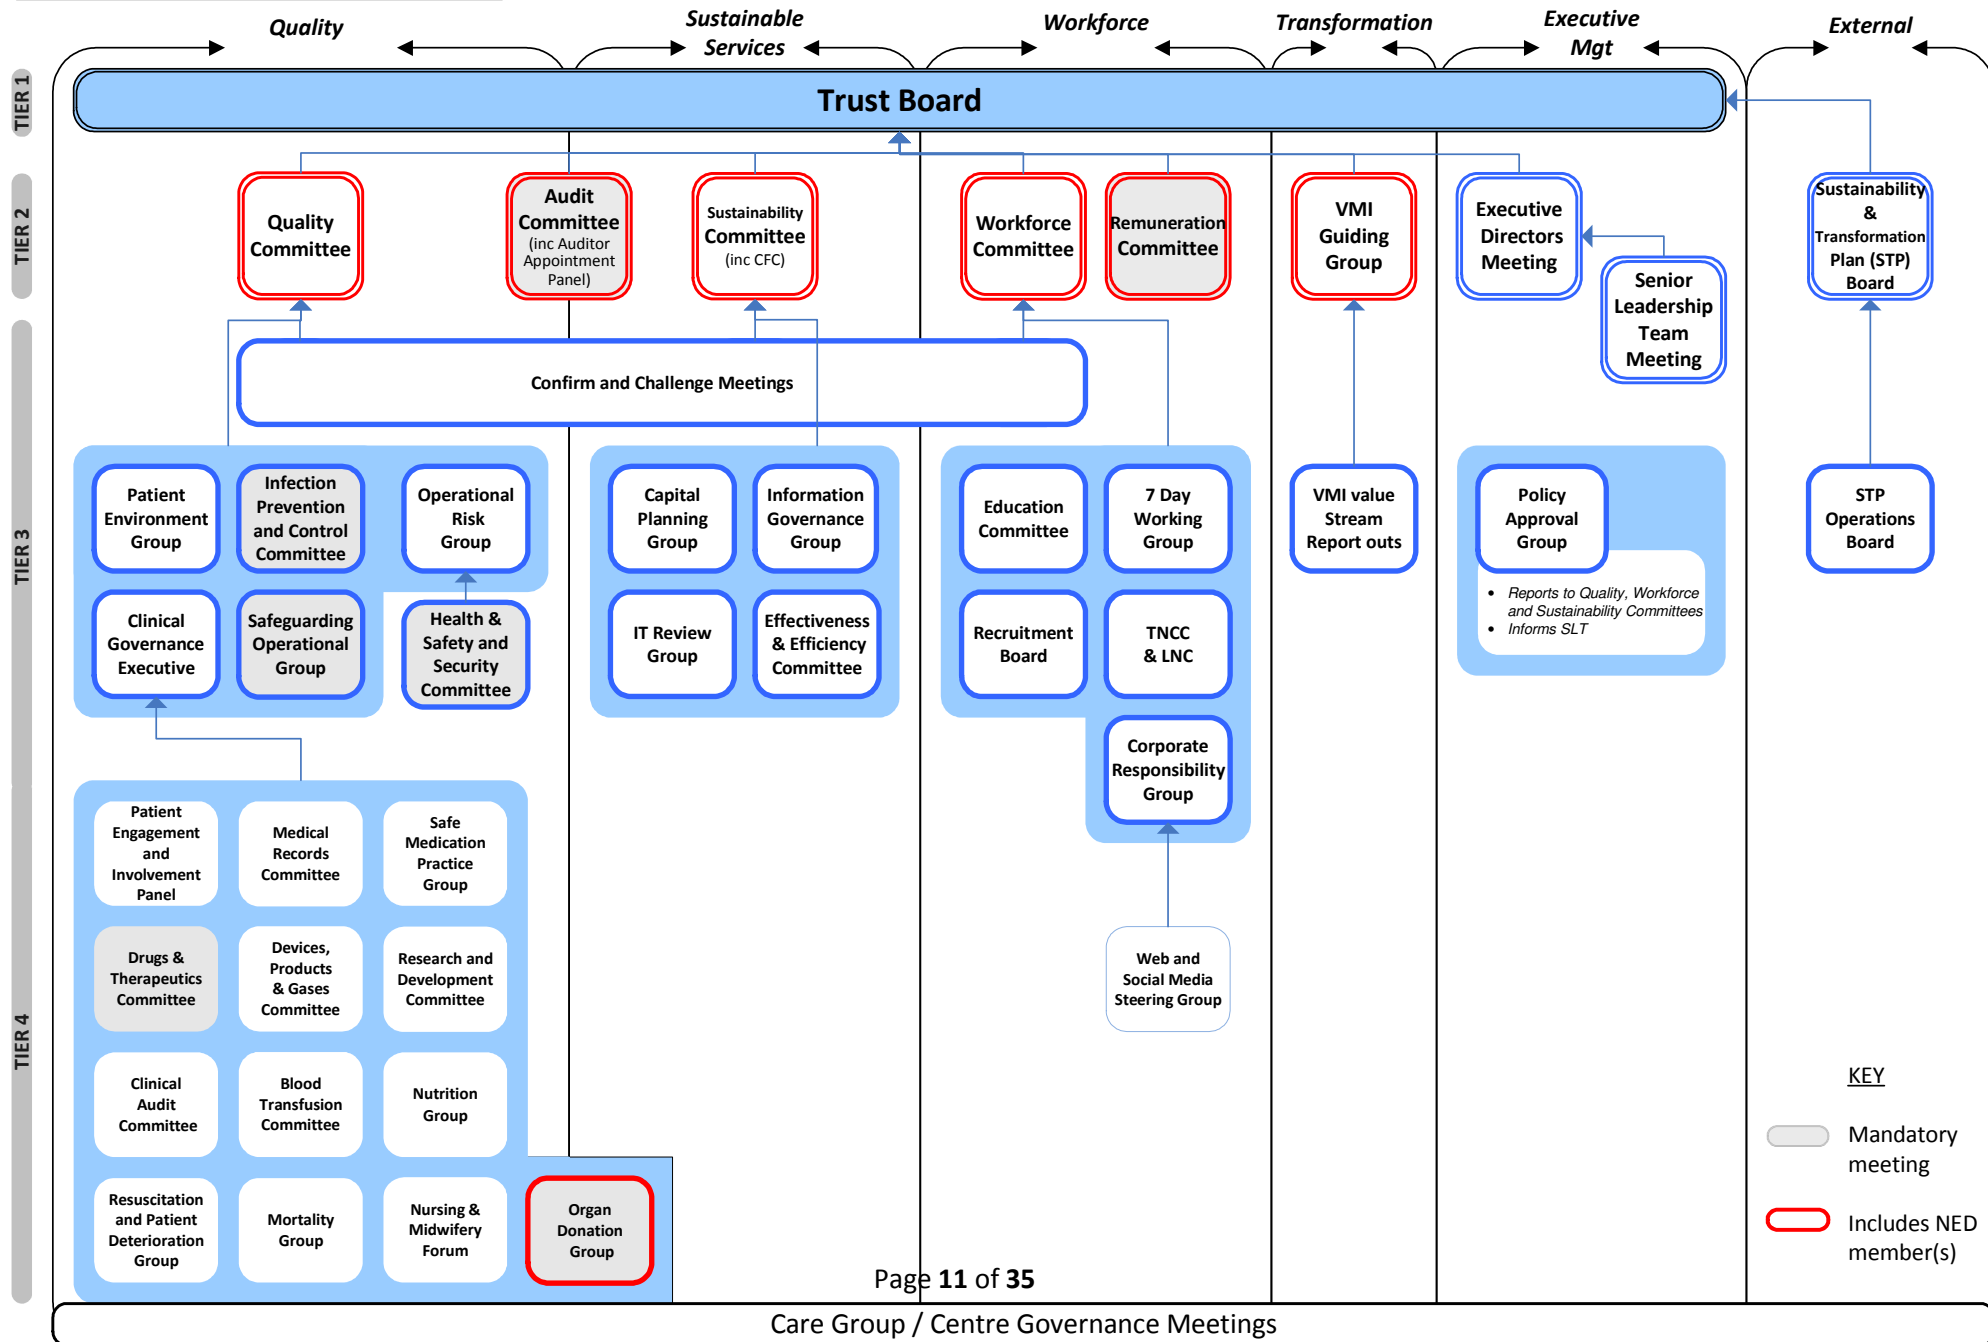 Quality
Sustainable
Services
Workforce
Transformation
Executive
Mgt
External
TIER 1
Trust Board
TIER 2
Quality
Committee
Audit
Committee
(inc Auditor
Appointment
Panel)
Sustainability
Committee
(inc CFC)
Workforce
Committee
Remuneration
Committee
VMI
Guiding
Group
Executive
Directors
Meeting
Senior
Leadership
Team
Meeting
Sustainability
&
Transformation
Plan (STP)
Board
TIER 3
Confirm and Challenge Meetings
Patient
Environment
Group
Infection
Prevention
and Control
Committee
Operational
Risk
Group
Capital
Planning
Group
Information
Governance
Group
Education
Committee
7 Day
Working
Group
VMI value
Stream
Report outs
Policy
Approval
Group
STP
Operations
Board
• Reports to Quality, Workforce
and Sustainability Committees
• Informs SLT
Clinical
Governance
Executive
Safeguarding
Operational
Group
Health &
Safety and
Security
Committee
IT Review
Group
Effectiveness
& Efficiency
Committee
Recruitment
Board
TNCC
& LNC
Corporate
Responsibility
Group
TIER 4
Patient
Engagement
and
Involvement
Panel
Medical
Records
Committee
Safe
Medication
Practice
Group
Drugs &
Therapeutics
Committee
Devices,
Products
& Gases
Committee
Research and
Development
Committee
Web and
Social Media
Steering Group
Clinical
Audit
Committee
Blood
Transfusion
Committee
Nutrition
Group
Resuscitation
and Patient
Deterioration
Group
Mortality
Group
Nursing &
Midwifery
Forum
Organ
Donation
Group
KEY
Mandatory
meeting
Includes NED
member(s)
Page 11 of 35
Care Group / Centre Governance Meetings